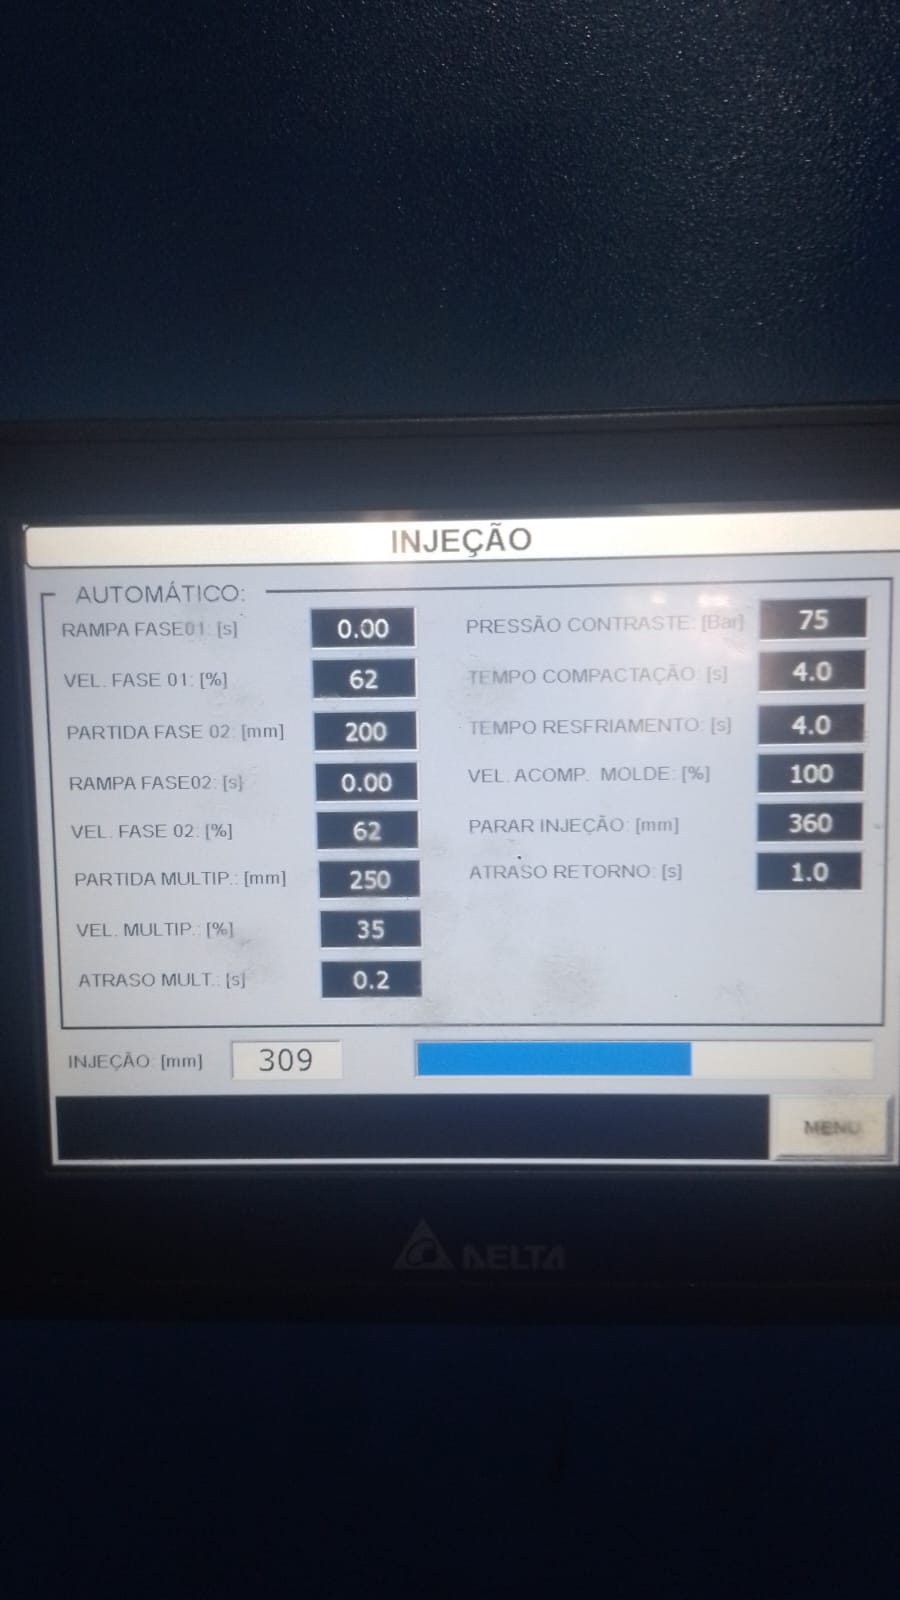 INJEÇÃO
AUTOMÁTICO:
RAMPA FASE01: [s] 0.00
VEL. FASE 01: [%] 62
PARTIDA FASE 02: [mm] 200
RAMPA FASE02: [s] 0.00
VEL. FASE 02: [%] 62
PARTIDA MULTIP.: [mm] 250
VEL. MULTIP.: [%] 35
ATRASO MULT.: [s] 0.2
PRESSÃO CONTRASTE: [Bar] 75
TEMPO COMPACTAÇÃO: [s] 4.0
TEMPO RESFRIAMENTO: [s] 4.0
VEL. ACOMP. MOLDE: [%] 100
PARAR INJEÇÃO: [mm] 360
ATRASO RETORNO: [s] 1.0
INJEÇÃO: [mm] 309
MENU
DELTA